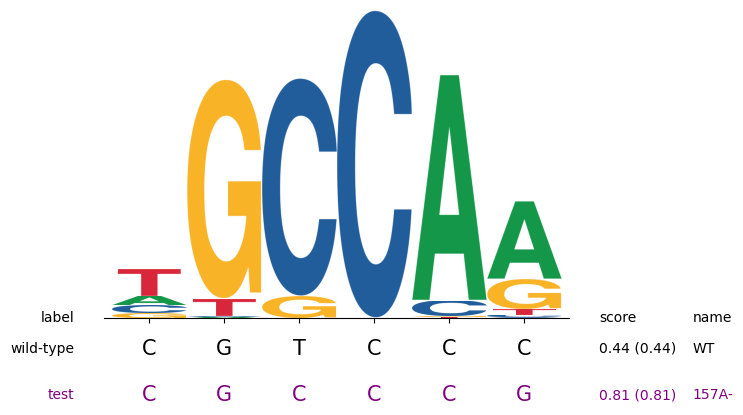 T G C C A A
A T G C G
C C T
G C
label score name
wild-type C G T C C C 0.44 (0.44) WT
test C G C C C G 0.81 (0.81) 157A-